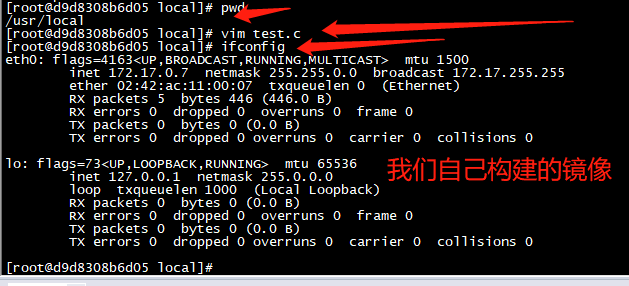 [root@d9d8308b6d05 local]# pwd
/usr/local
[root@d9d8308b6d05 local]# vim test.c
[root@d9d8308b6d05 local]# ifconfig
eth0: flags=4163<UP,BROADCAST,RUNNING,MULTICAST>  mtu 1500
        inet 172.17.0.7  netmask 255.255.0.0  broadcast 172.17.255.255
        ether 02:42:ac:11:00:07  txqueuelen 0  (Ethernet)
        RX packets 5  bytes 446 (446.0 B)
        RX errors 0  dropped 0  overruns 0  frame 0
        TX packets 0  bytes 0 (0.0 B)
        TX errors 0  dropped 0 overruns 0  carrier 0  collisions 0
lo: flags=73<UP,LOOPBACK,RUNNING>  mtu 65536
        inet 127.0.0.1  netmask 255.0.0.0
        loop  txqueuelen 1000  (Local Loopback)
        RX packets 0  bytes 0 (0.0 B)
        RX errors 0  dropped 0  overruns 0  frame 0
        TX packets 0  bytes 0 (0.0 B)
        TX errors 0  dropped 0 overruns 0  carrier 0  collisions 0
我们自己构建的镜像
[root@d9d8308b6d05 local]#